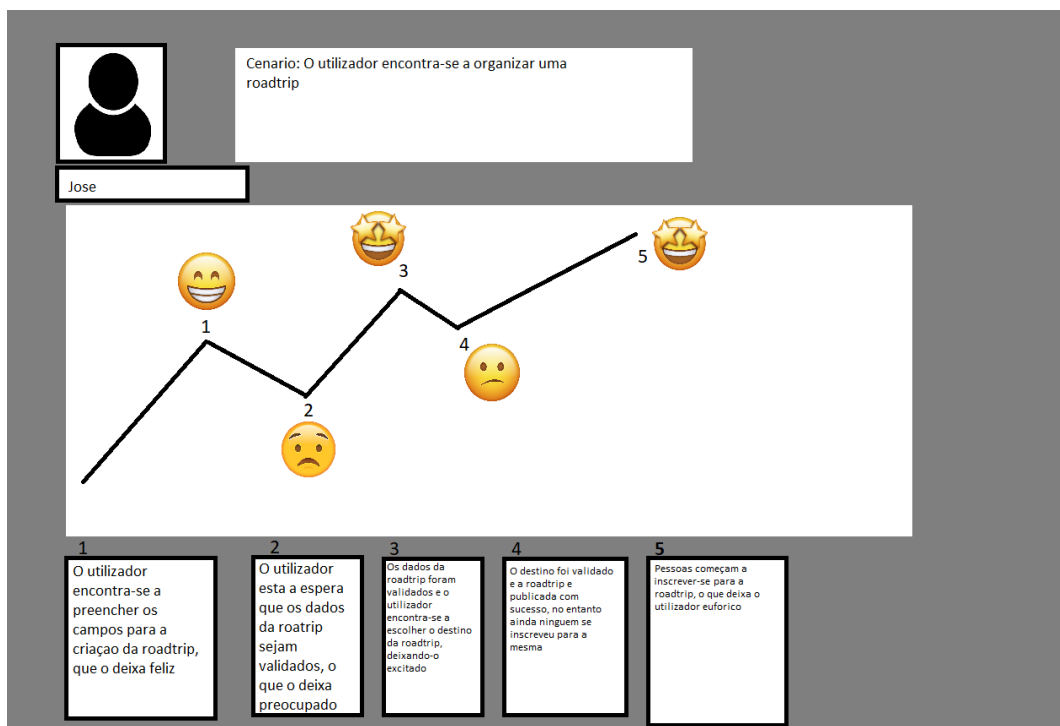 Cenario: O utilizador encontra-se a organizar uma
roadtrip
Jose
1
2
3
4
5
1
O utilizador
encontra-se a
preencher os
campos para a
criaçao da roadtrip,
que o deixa feliz
2
O utilizador
esta a espera
que os dados
da roatrip
sejam
validados, o
que o deixa
preocupado
3
Os dados da
roadtrip foram
validados e o
utilizador
encontra-se a
escolher o destino
da roadtrip,
deixando-o
excitado
4
O destino foi validado
e a roadtrip e
publicada com
sucesso, no entanto
ainda ninguem se
inscreveu para a
mesma
5
Pessoas começam a
inscrever-se para a
roadtrip, o que deixa o
utilizador euforico